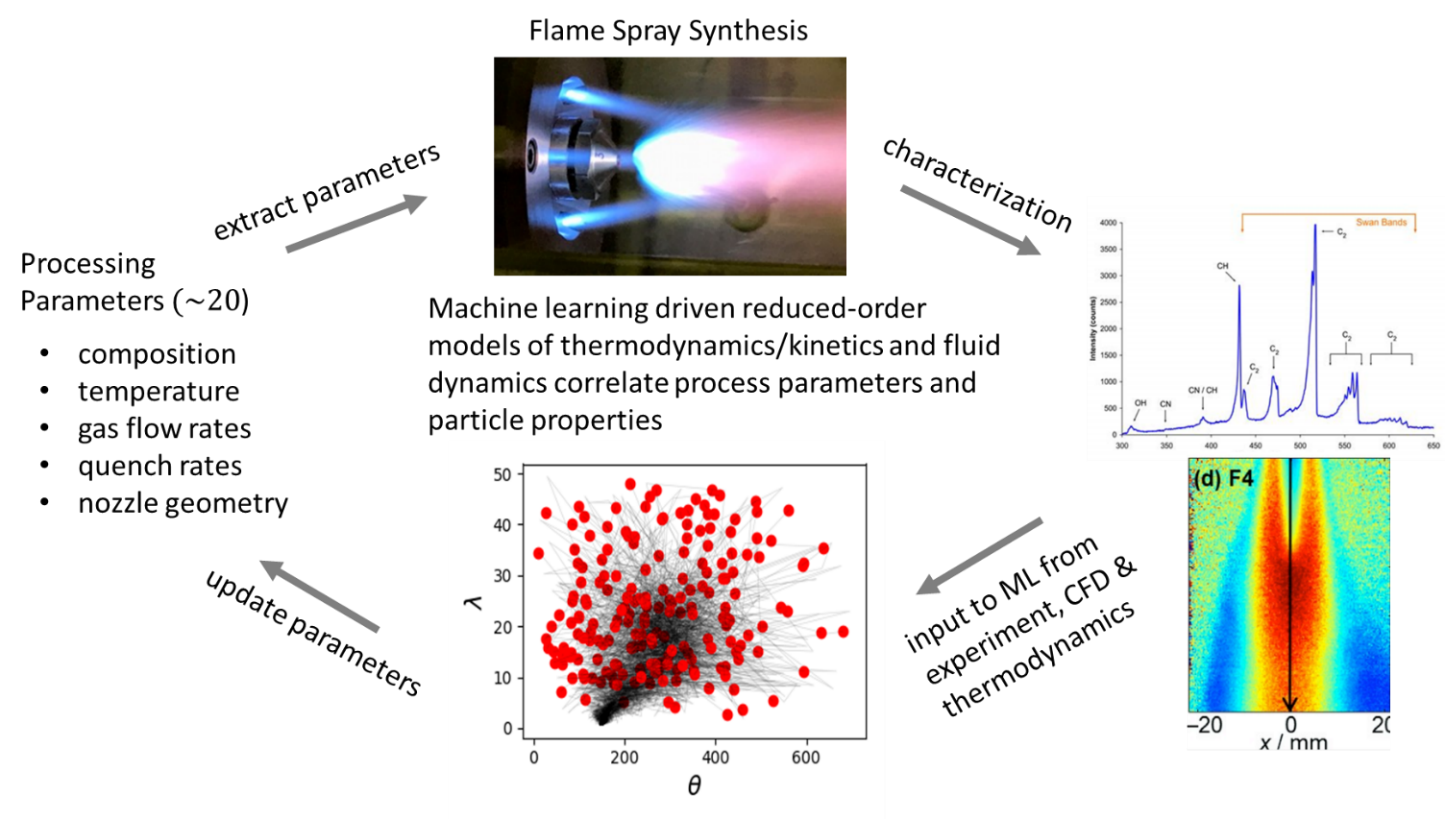 Flame Spray Synthesis
extract parameters
characterization
Processing
Parameters (~20)
• composition
• temperature
• gas flow rates
• quench rates
• nozzle geometry
Machine learning driven reduced-order
models of thermodynamics/kinetics and fluid
dynamics correlate process parameters and
particle properties
Swan Bands
Intensity (counts)
4000
3500
3000
2500
2000
1500
1000
500
0
OH
CN
CN / CH
CH
C₂
C₂
C₂
C₂
C₂
300
350
400
450
500
550
600
650
(d) F4
−20
0
20
x / mm
input to ML from
experiment, CFD &
thermodynamics
λ
50
40
30
20
10
0
0
200
400
600
θ
update parameters